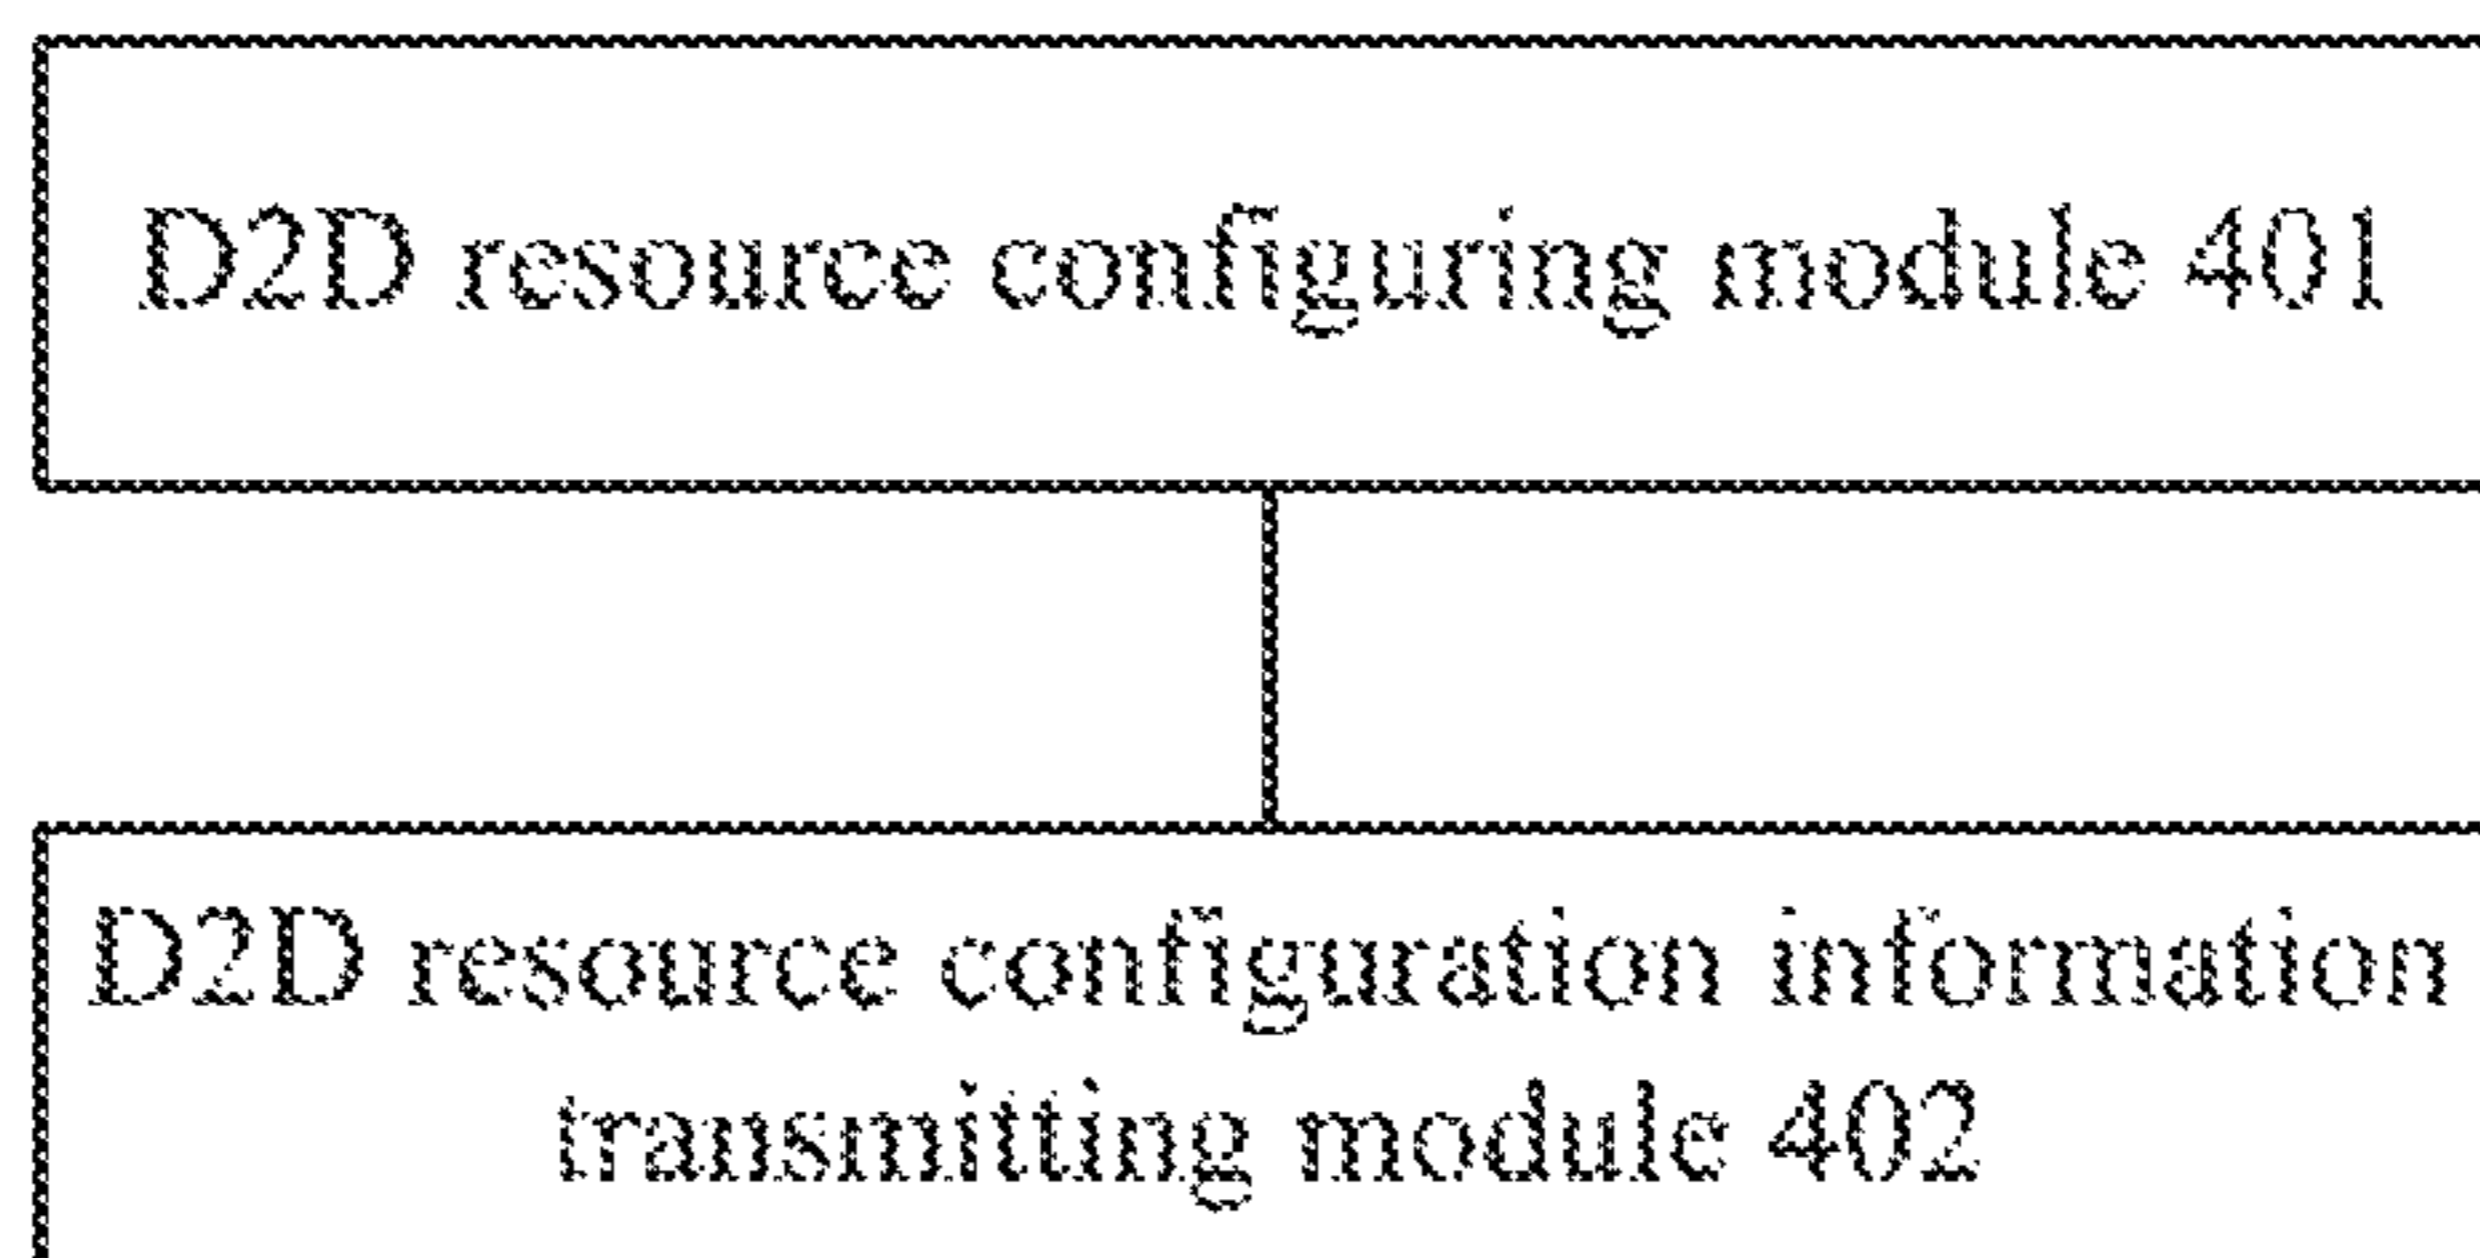 D2D resource configuring module 401
D2D resource configuration information
transmitting module 402